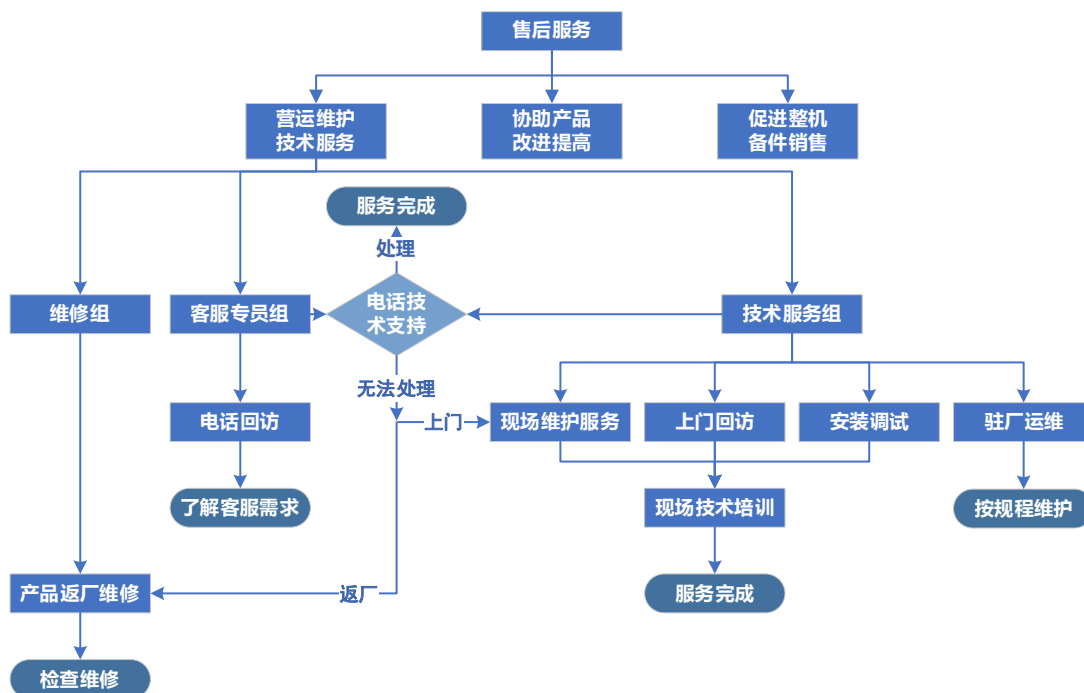 售后服务
营运维护
技术服务
协助产品
改进提高
促进整机
备件销售
服务完成
处理
维修组
客服专员组
电话技
术支持
技术服务组
无法处理
电话回访
上门
现场维护服务
上门回访
安装调试
驻厂运维
了解客服需求
现场技术培训
按规程维护
产品返厂维修
返厂
服务完成
检查维修